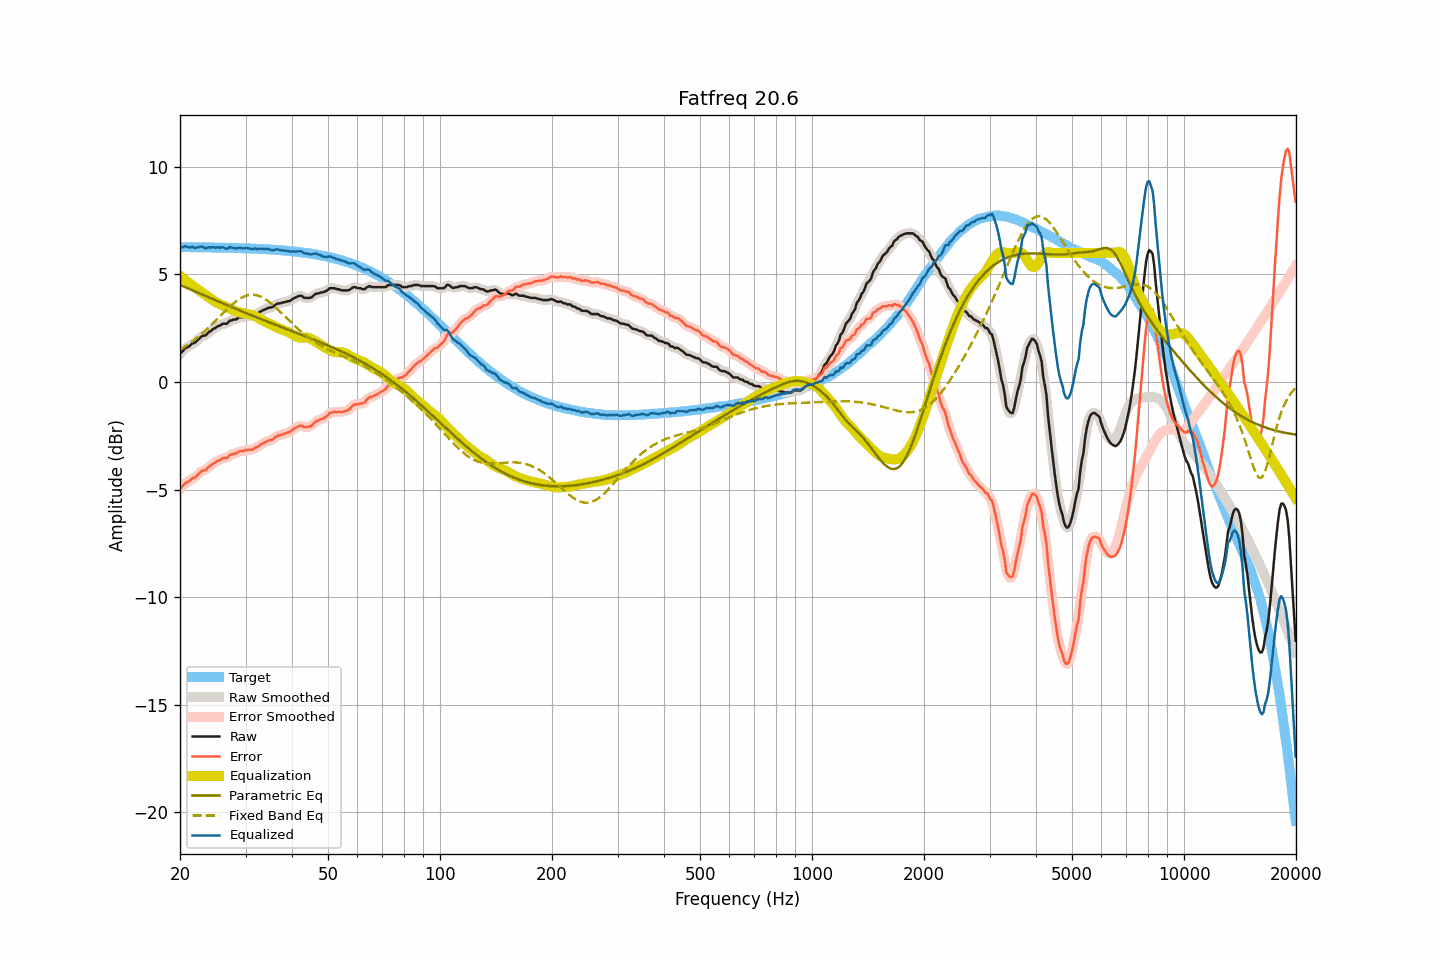 Fatfreq 20.6
Amplitude (dBr)
10
5
0
−5
−10
−15
−20
Target
Raw Smoothed
Error Smoothed
Raw
Error
Equalization
Parametric Eq
Fixed Band Eq
Equalized
20 50 100 200 500 1000 2000 5000 10000 20000
Frequency (Hz)